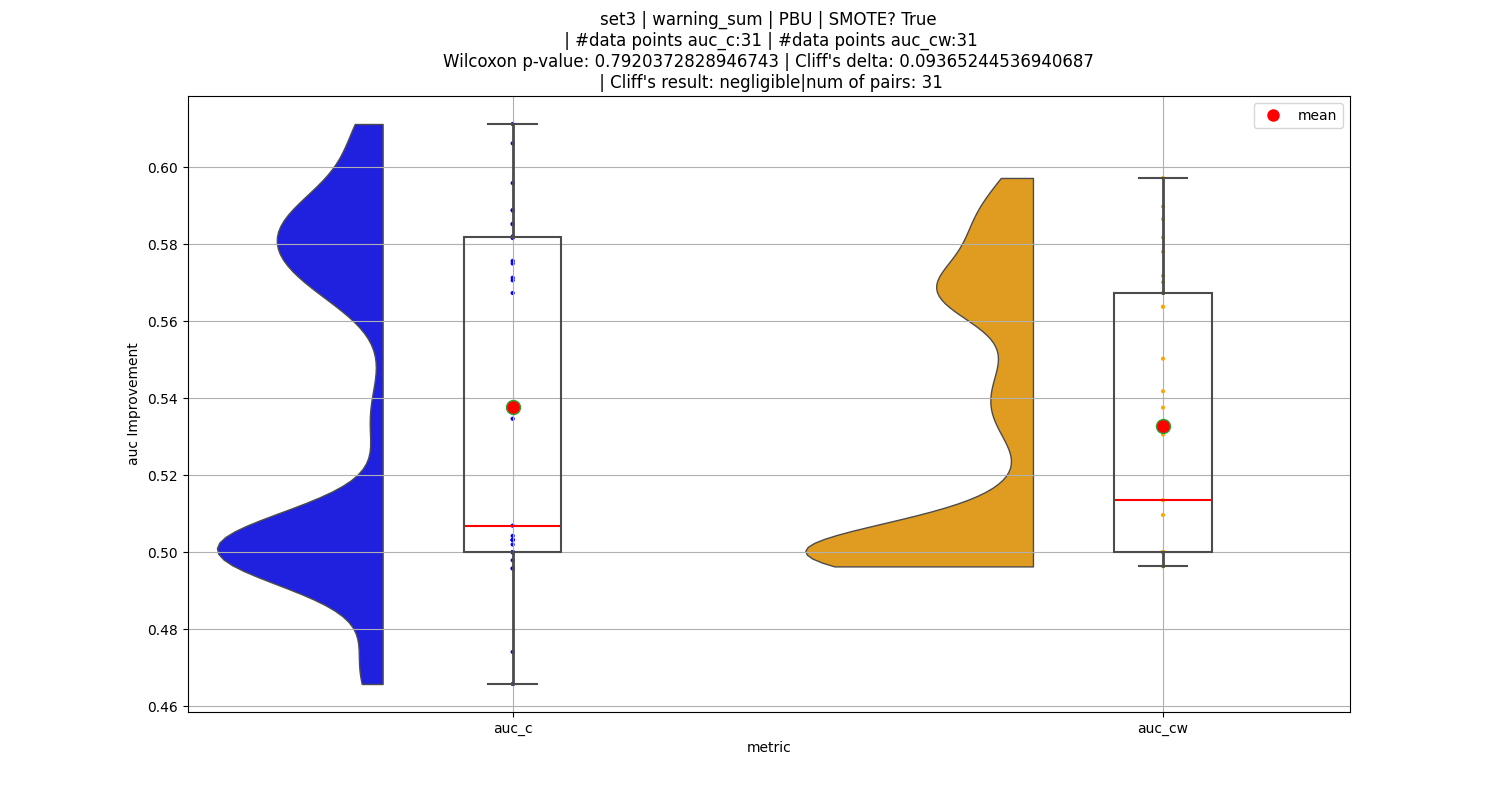 set3 | warning_sum | PBU | SMOTE? True
| #data points auc_c:31 | #data points auc_cw:31
Wilcoxon p-value: 0.7920372828946743 | Cliff's delta: 0.09365244536940687
| Cliff's result: negligible|num of pairs: 31
mean
0.60
0.58
0.56
0.54
0.52
0.50
0.48
0.46
auc Improvement
auc_c
auc_cw
metric